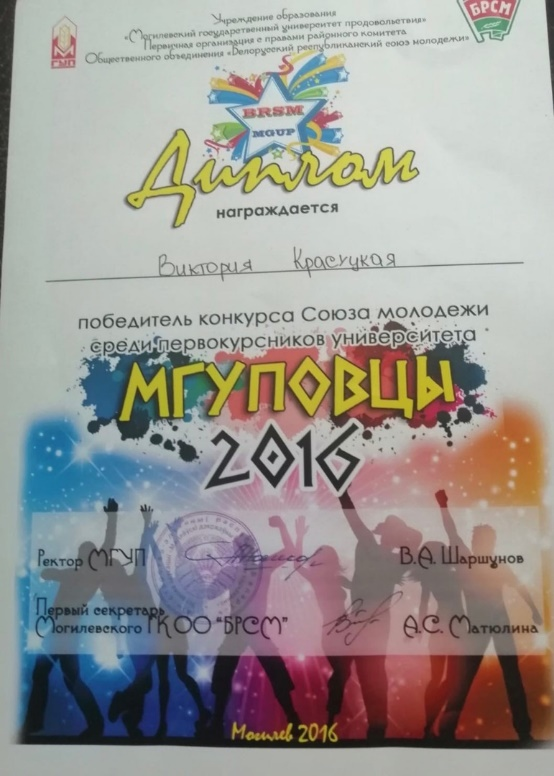 Учреждение образования
«Могилевский государственный университет продовольствия»
Первичная организация с правами районного комитета
Общественного объединения «Белорусский республиканский союз молодежи»
МГУП
БРСМ
BRSM
MGUP
Диплом
награждается
Виктория
победитель конкурса Союза молодежи
среди первокурсников университета
МГУПОВЦЫ
2016
Ректор МГУП В.А. Шаршунов
Первый секретарь
Могилевского ГК ОО "БРСМ" А.С. Матюлина
Могилев 2016